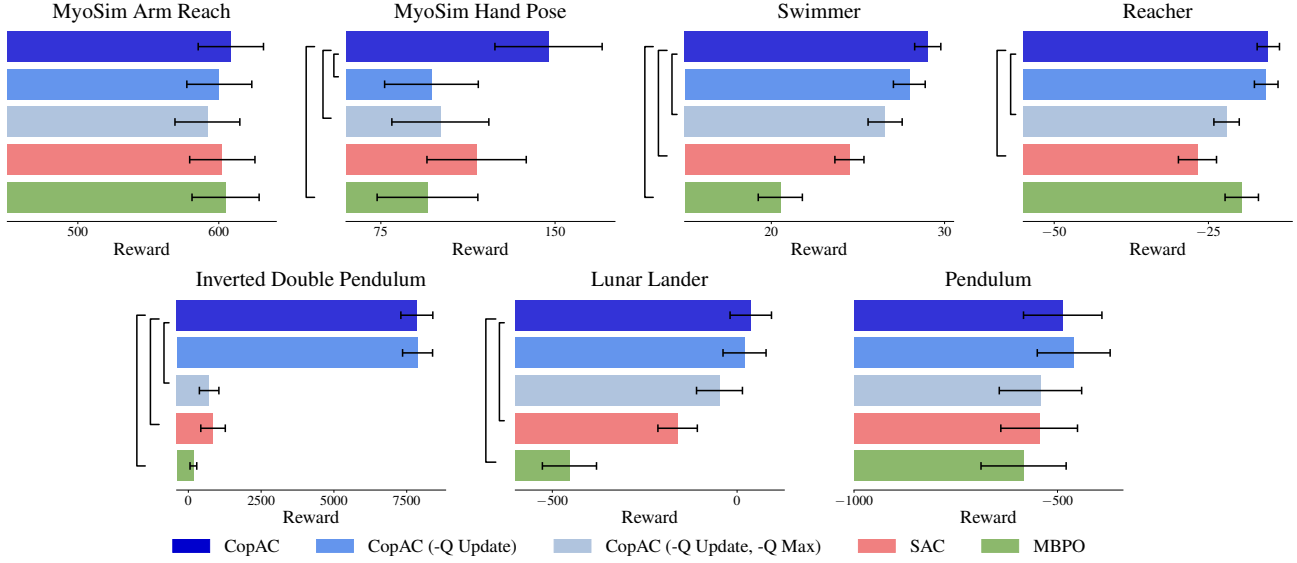 MyoSim Arm Reach
MyoSim Hand Pose
Swimmer
Reacher
500 600
75 150
20 30
−50 −25
Reward
Reward
Reward
Reward
Inverted Double Pendulum
Lunar Lander
Pendulum
0 2500 5000 7500
−500 0
−1000 −500
Reward
Reward
Reward
CopAC CopAC (-Q Update) CopAC (-Q Update, -Q Max) SAC MBPO